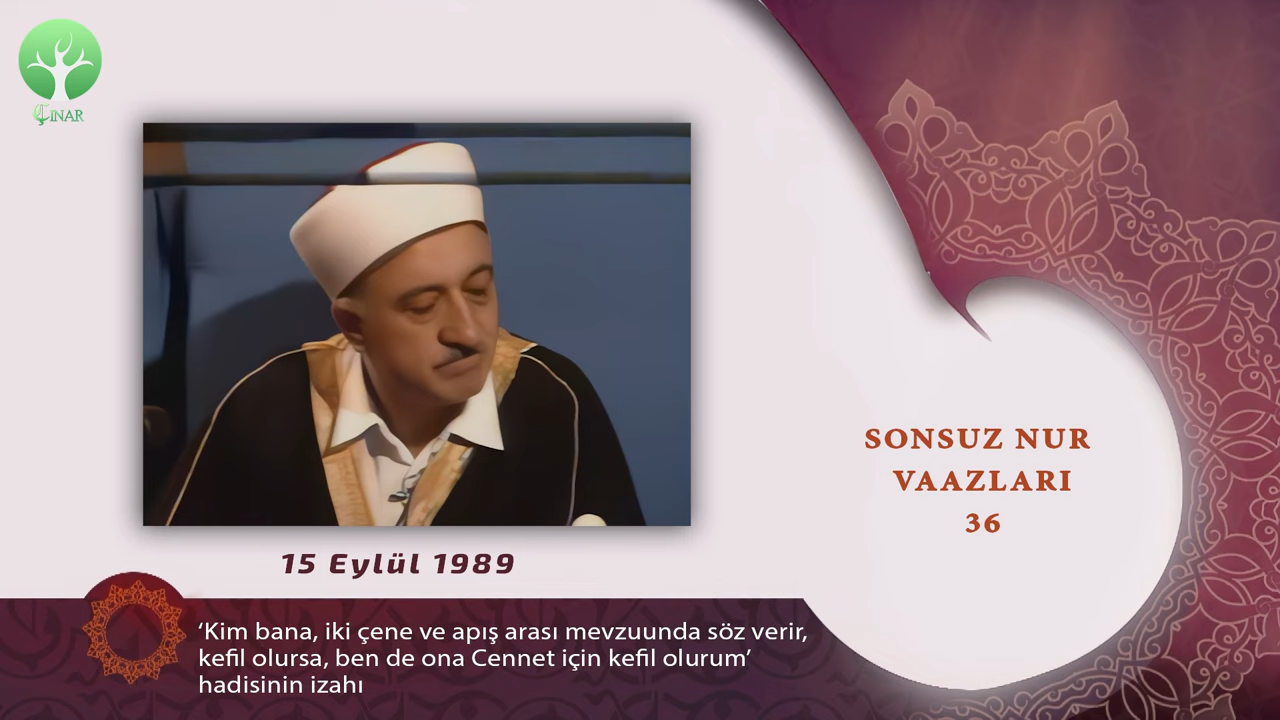 ÇINAR
SONSUZ NUR
VAAZLARI
36
15 Eylül 1989
‘Kim bana, iki çene ve apış arası mevzuunda söz verir,
kefil olursa, ben de ona Cennet için kefil olurum’
hadisinin izahı